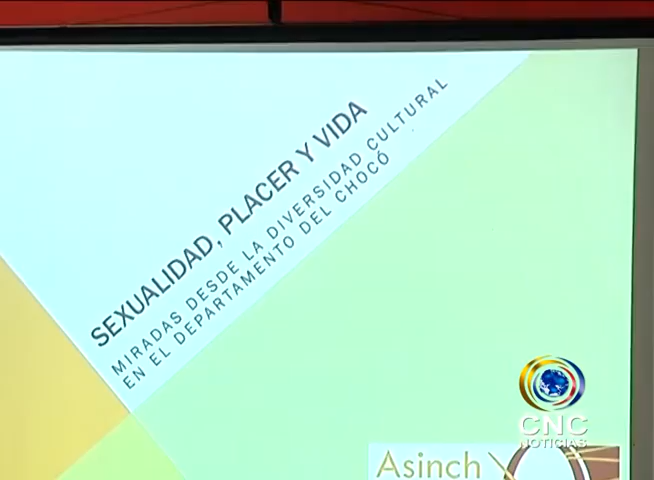 SEXUALIDAD, PLACER Y VIDA
MIRADAS DESDE LA DIVERSIDAD CULTURAL
EN EL DEPARTAMENTO DEL CHOCÓ
CNC
NOTICIAS
Asinch